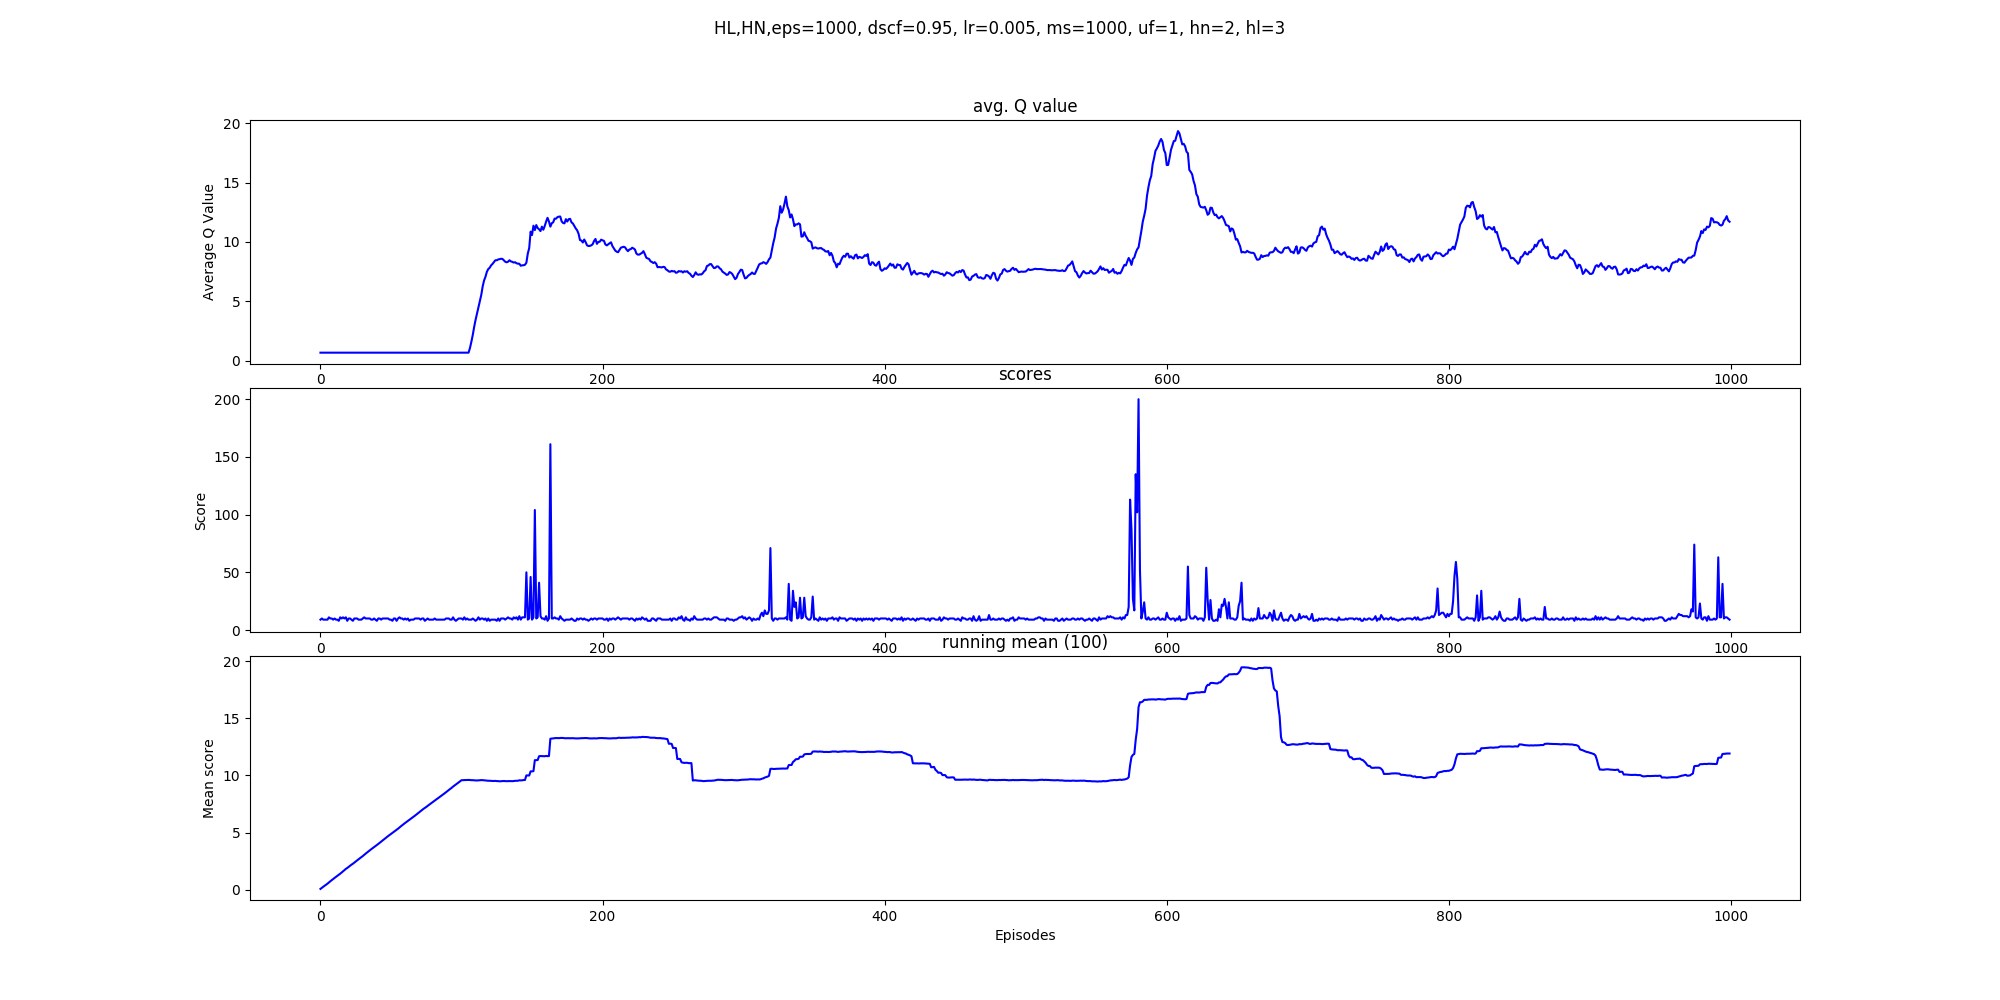 HL,HN,eps=1000, dscf=0.95, lr=0.005, ms=1000, uf=1, hn=2, hl=3
avg. Q value
Average Q Value
20
15
10
5
0
0 200 400 600 800 1000
scores
Score
200
150
100
50
0
0 200 400 600 800 1000
running mean (100)
Mean score
20
15
10
5
0
0 200 400 600 800 1000
Episodes